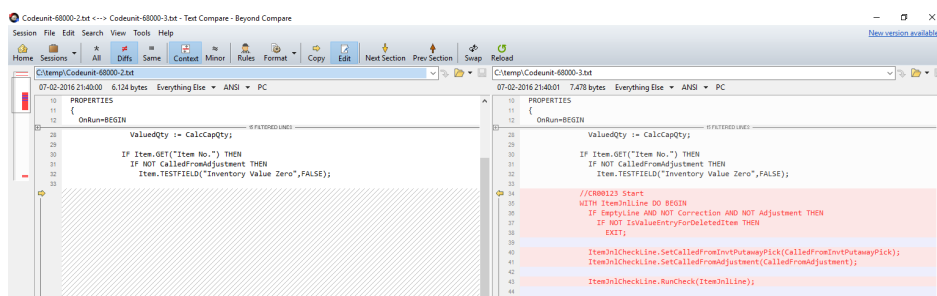 Codeunit-68000-2.txt <--> Codeunit-68000-3.txt - Text Compare - Beyond Compare
Session File Edit Search View Tools Help New version available
Home Sessions All Diffs Same Context Minor Rules Format Copy Edit Next Section Prev Section Swap Reload
C:\temp\Codeunit-68000-2.txt
07-02-2016 21:40:00 6.124 bytes Everything Else ANSI PC
10 PROPERTIES
11 {
12 OnRun=BEGIN
15 FILTERED LINES
28 ValuedQty := CalcCapQty;
29
30 IF Item.GET("Item No.") THEN
31 IF NOT CalledFromAdjustment THEN
32 Item.TESTFIELD("Inventory Value Zero",FALSE);
33
C:\temp\Codeunit-68000-3.txt
07-02-2016 21:40:01 7.478 bytes Everything Else ANSI PC
10 PROPERTIES
11 {
12 OnRun=BEGIN
15 FILTERED LINES
28 ValuedQty := CalcCapQty;
29
30 IF Item.GET("Item No.") THEN
31 IF NOT CalledFromAdjustment THEN
32 Item.TESTFIELD("Inventory Value Zero",FALSE);
33
34 //CR00123 Start
35 WITH ItemJnlLine DO BEGIN
36 IF EmptyLine AND NOT Correction AND NOT Adjustment THEN
37 IF NOT IsValueEntryForDeletedItem THEN
38 EXIT;
39
40 ItemJnlCheckLine.SetCalledFromInvtPutawayPick(CalledFromInvtPutawayPick);
41 ItemJnlCheckLine.SetCalledFromAdjustment(CalledFromAdjustment);
42
43 ItemJnlCheckLine.RunCheck(ItemJnlLine);
44